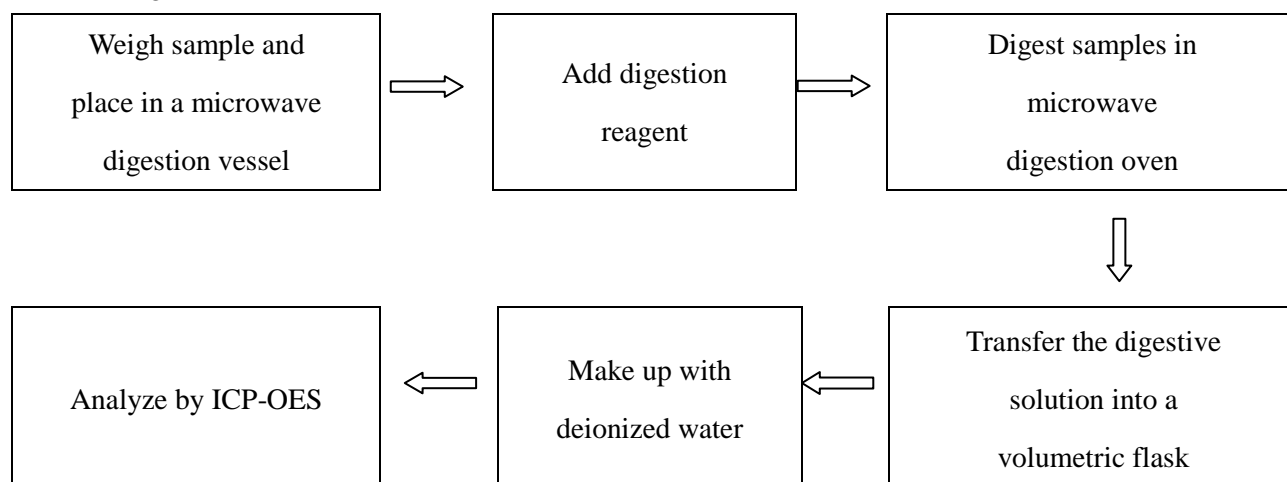 Weigh sample and
place in a microwave
digestion vessel
Add digestion
reagent
Digest samples in
microwave
digestion oven
Transfer the digestive
solution into a
volumetric flask
Make up with
deionized water
Analyze by ICP-OES